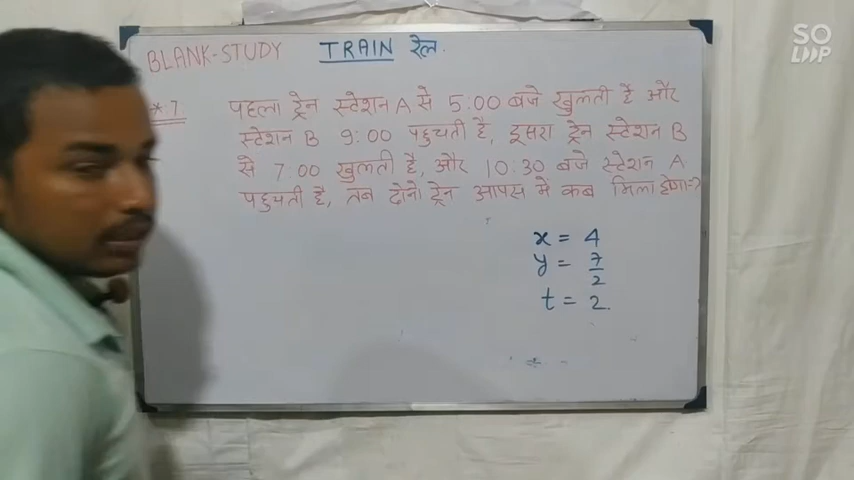 SO
LOOP
BLANK-STUDY TRAIN रेल.
*.7 पहला ट्रेन स्टेशन A से 5:00 बजे खुलती है और
स्टेशन B 9:00 पहुचती है, दूसरा ट्रेन स्टेशन B
से 7:00 खुलती है, और 10:30 बजे स्टेशन A
पहुचती है, तब दोनो ट्रेन आपस मे कब मिला होगा=?
x = 4
y = 7/2
t = 2.